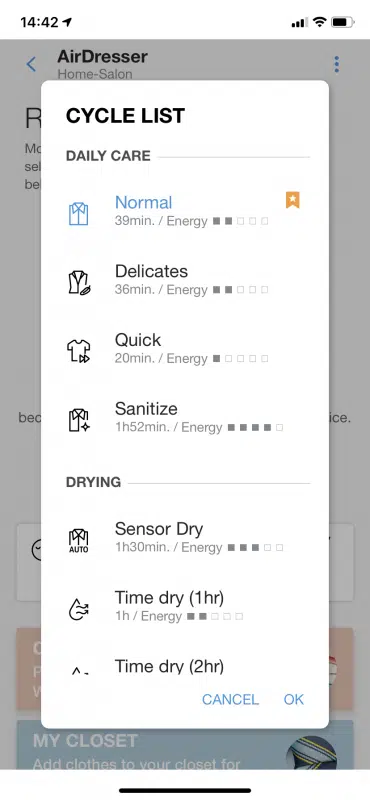 14:42
AirDresser
Home-Salon
R
Mo
sel
be
CYCLE LIST
DAILY CARE
Normal
39min. / Energy
Delicates
36min. / Energy
Quick
20min. / Energy
Sanitize
1h52min. / Energy
bec
ice.
DRYING
AUTO
Sensor Dry
1h30min. / Energy
Time dry (1hr)
1h / Energy
Time dry (2hr)
CANCEL
OK
MY CLOSET
Add clothes to your closet for